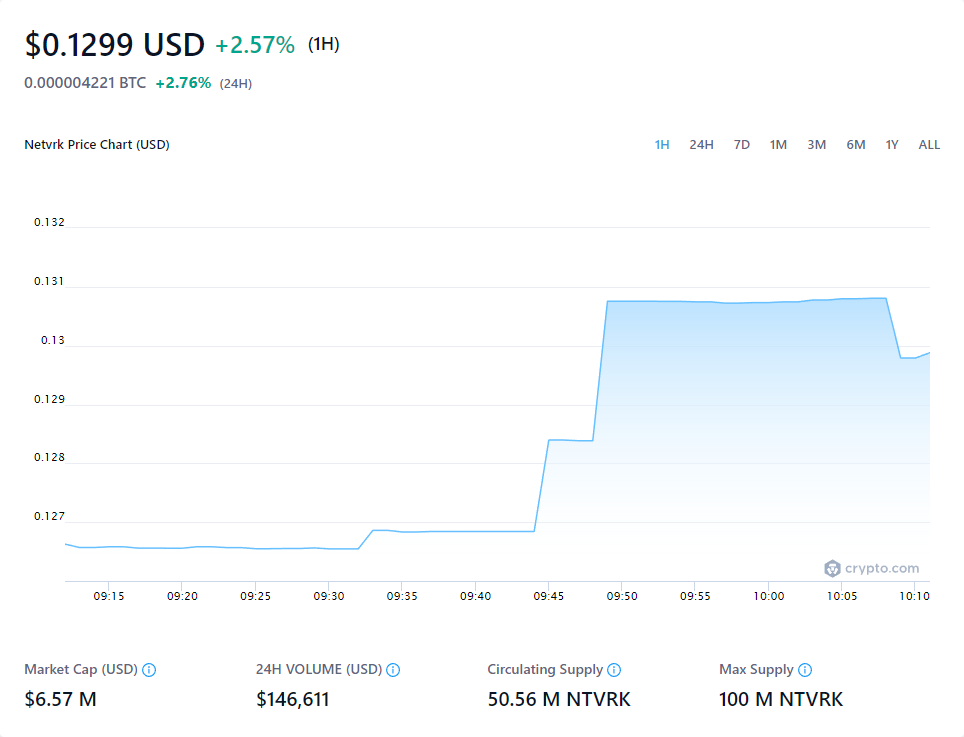 $0.1299 USD +2.57% (1H)
0.000004221 BTC +2.76% (24H)
Netvrk Price Chart (USD) 1H 24H 7D 1M 3M 6M 1Y ALL
0.132
0.131
0.13
0.129
0.128
0.127
crypto.com
09:15 09:20 09:25 09:30 09:35 09:40 09:45 09:50 09:55 10:00 10:05 10:10
Market Cap (USD) 24H VOLUME (USD) Circulating Supply Max Supply
$6.57 M $146,611 50.56 M NTVRK 100 M NTVRK